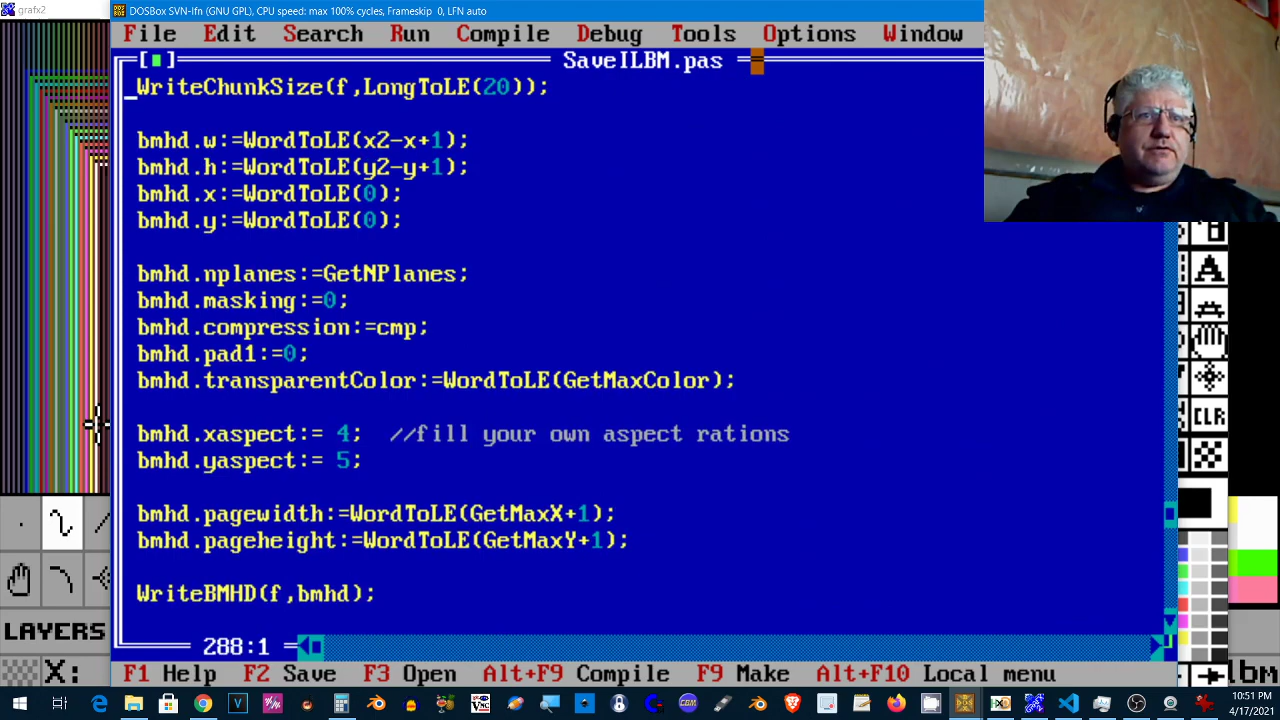 grafx2
DOSBox SVN-lfn (GNU GPL), CPU speed: max 100% cycles, Frameskip 0, LFN auto
File Edit Search Run Compile Debug Tools Options Window
SaveILBM.pas
WriteChunkSize(f,LongToLE(20));
bmhd.w:=WordToLE(x2-x+1);
bmhd.h:=WordToLE(y2-y+1);
bmhd.x:=WordToLE(0);
bmhd.y:=WordToLE(0);
bmhd.nplanes:=GetNPlanes;
bmhd.masking:=0;
bmhd.compression:=cmp;
bmhd.pad1:=0;
bmhd.transparentColor:=WordToLE(GetMaxColor);
bmhd.xaspect:= 4; //fill your own aspect rations
bmhd.yaspect:= 5;
bmhd.pagewidth:=WordToLE(GetMaxX+1);
bmhd.pageheight:=WordToLE(GetMaxY+1);
WriteBMHD(f,bmhd);
288:1
F1 Help F2 Save F3 Open Alt+F9 Compile F9 Make Alt+F10 Local menu
A
CLR
LAYERS
X:
lbm
10:51 PM
4/17/2021